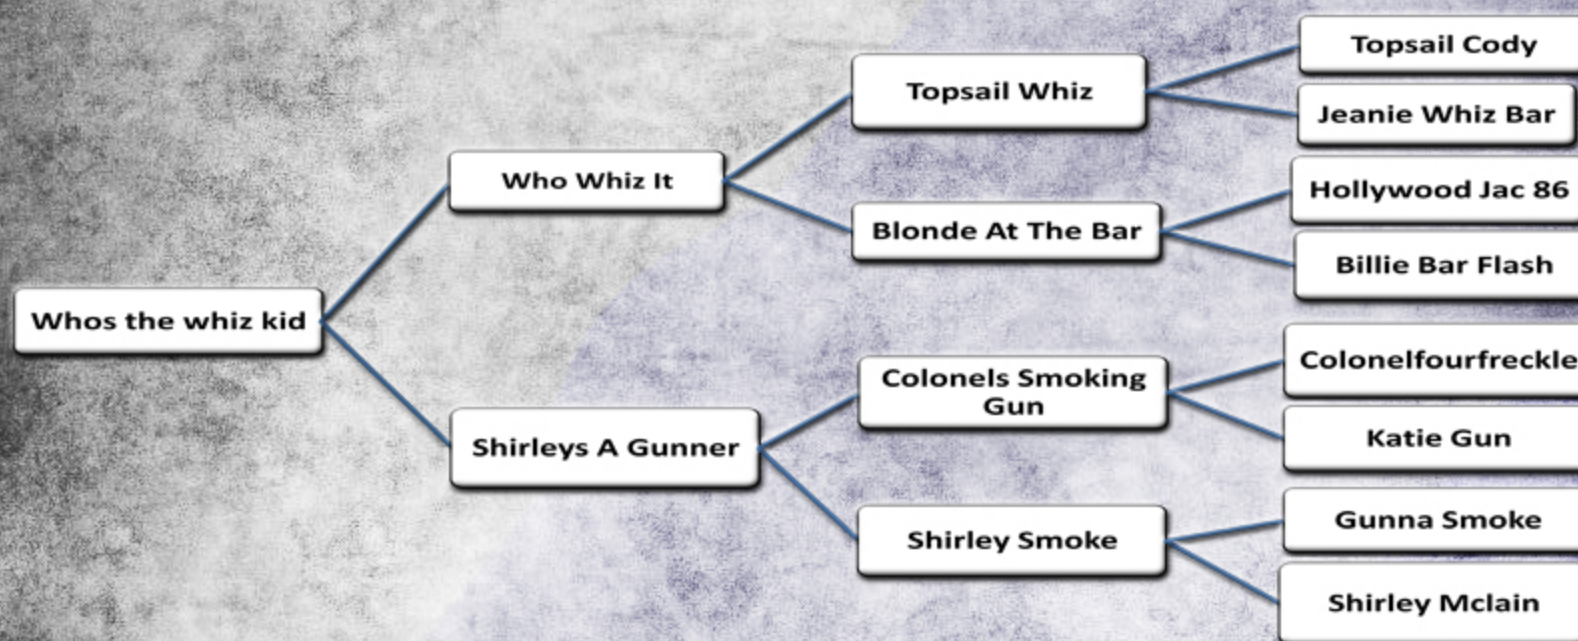 Topsail Cody
Topsail Whiz
Jeanie Whiz Bar
Who Whiz It
Hollywood Jac 86
Blonde At The Bar
Billie Bar Flash
Whos the whiz kid
Colonelfourfreckle
Colonels Smoking
Gun
Katie Gun
Shirleys A Gunner
Gunna Smoke
Shirley Smoke
Shirley Mclain